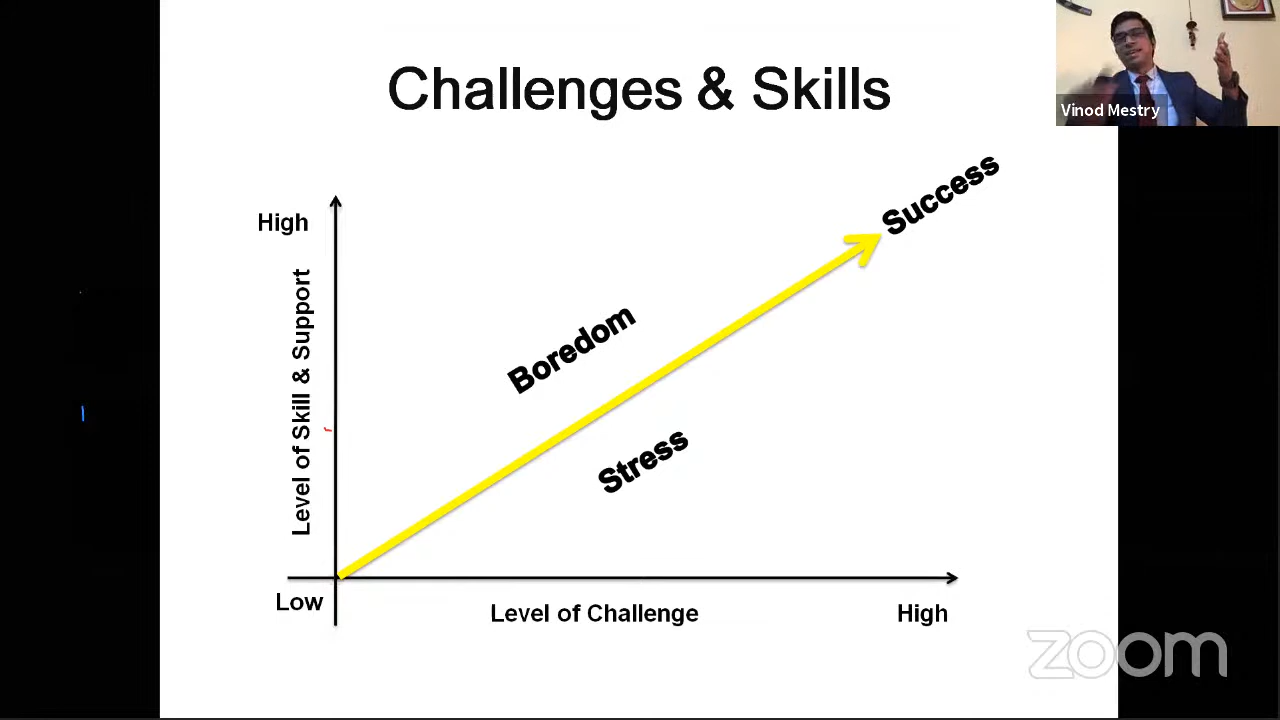 Challenges & Skills
Vinod Mestry
Success
High
Level of Skill & Support
Boredom
Stress
Low
Level of Challenge
High
zoom